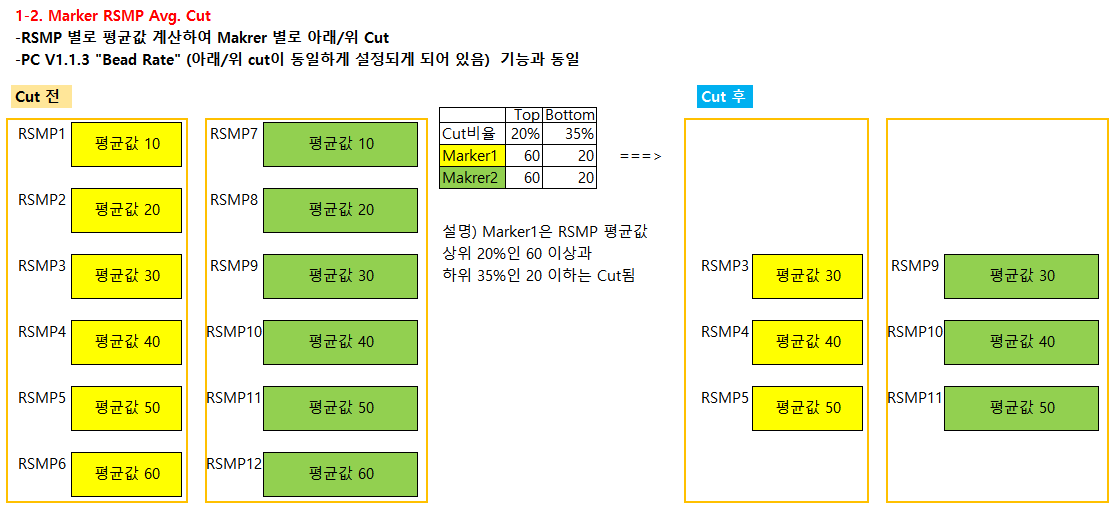 1-2. Marker RSMP Avg. Cut
-RSMP 별로 평균값 계산하여 Makrer 별로 아래/위 Cut
-PC V1.1.3 "Bead Rate" (아래/위 cut이 동일하게 설정되게 되어 있음) 기능과 동일
Cut 전
RSMP1 평균값 10
RSMP2 평균값 20
RSMP3 평균값 30
RSMP4 평균값 40
RSMP5 평균값 50
RSMP6 평균값 60
RSMP7 평균값 10
RSMP8 평균값 20
RSMP9 평균값 30
RSMP10 평균값 40
RSMP11 평균값 50
RSMP12 평균값 60
Top Bottom
Cut비율 20% 35%
Marker1 60 20
Makrer2 60 20
===>
설명) Marker1은 RSMP 평균값
상위 20%인 60 이상과
하위 35%인 20 이하는 Cut됨
Cut 후
RSMP3 평균값 30
RSMP4 평균값 40
RSMP5 평균값 50
RSMP9 평균값 30
RSMP10 평균값 40
RSMP11 평균값 50